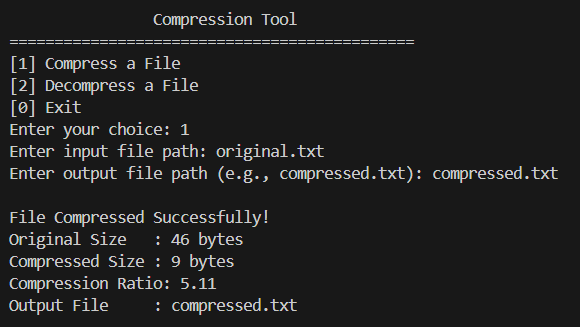 Compression Tool
=============================================
[1] Compress a File
[2] Decompress a File
[0] Exit
Enter your choice: 1
Enter input file path: original.txt
Enter output file path (e.g., compressed.txt): compressed.txt
File Compressed Successfully!
Original Size   : 46 bytes
Compressed Size : 9 bytes
Compression Ratio: 5.11
Output File     : compressed.txt